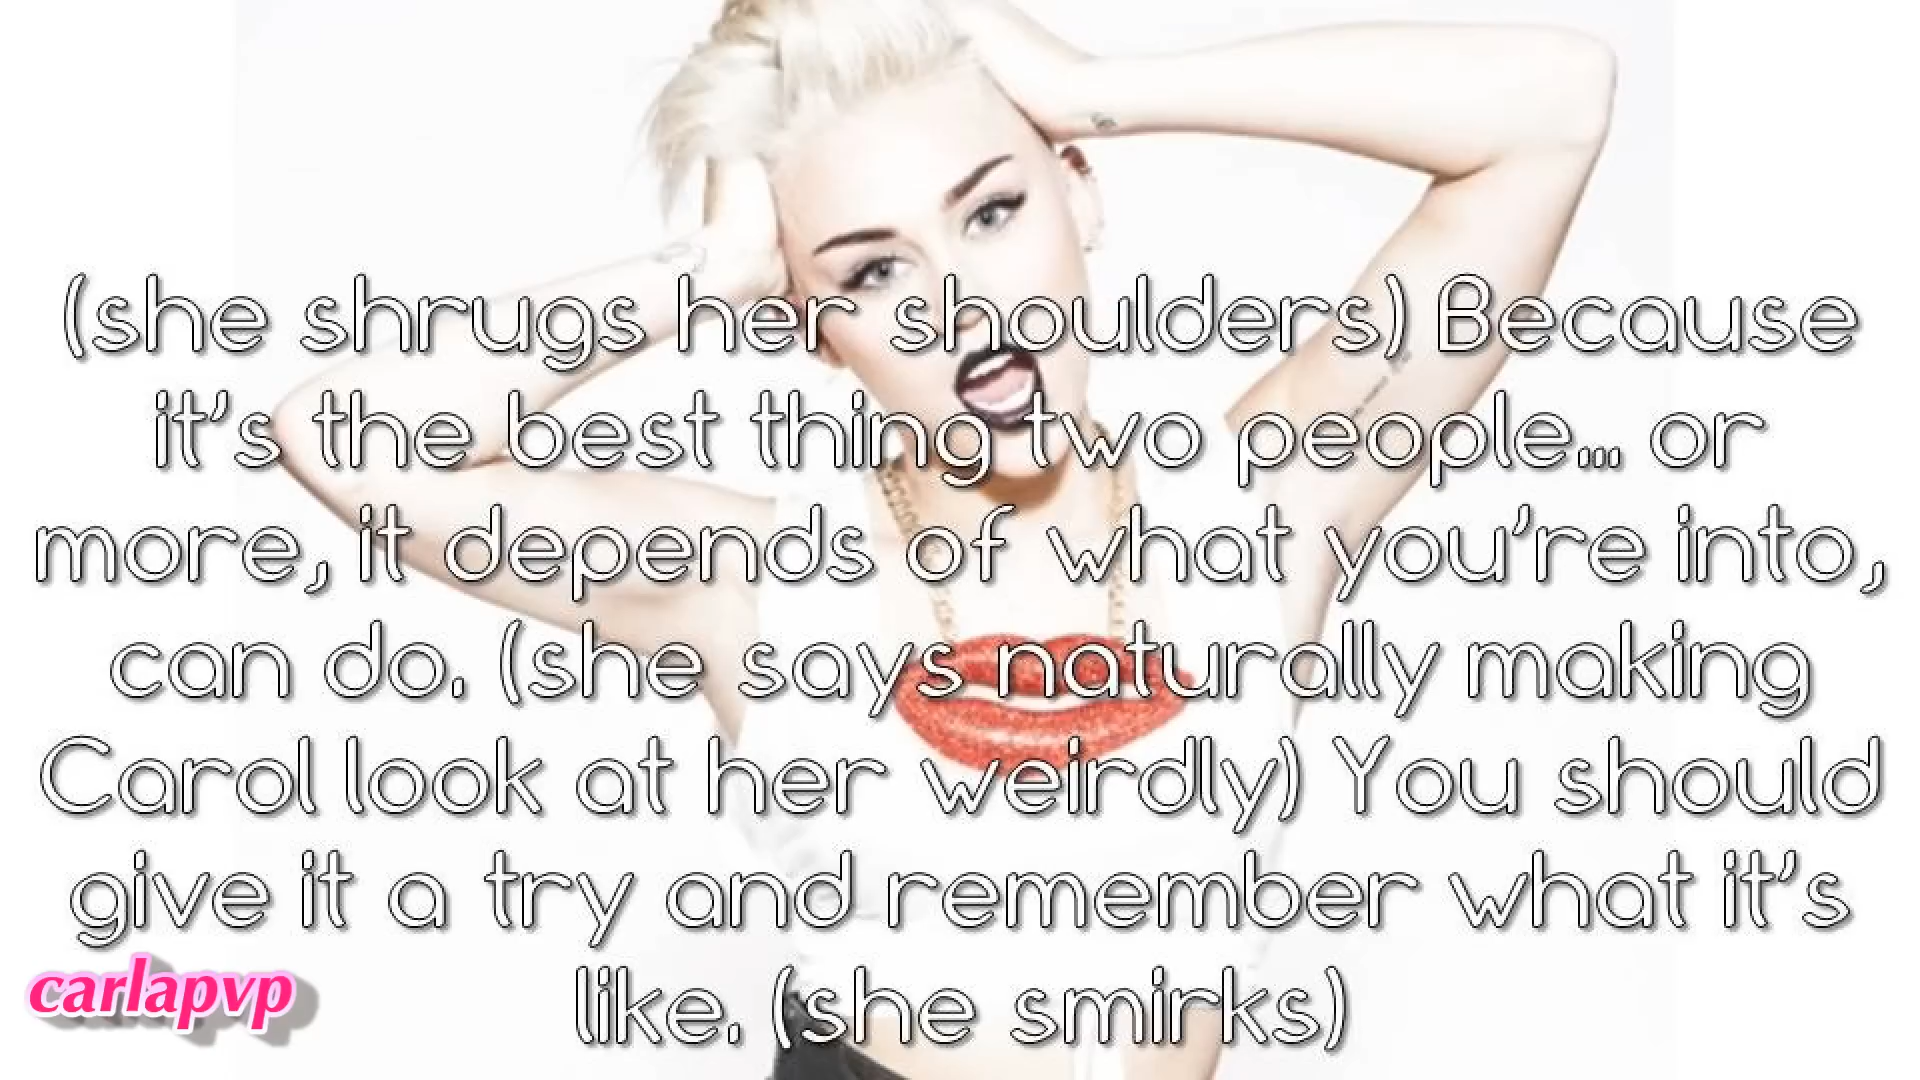 (she shrugs her shoulders) Because
it's the best thing two people... or
more, it depends of what you're into,
can do. (she says naturally making
Carol look at her weirdly) You should
give it a try and remember what it's
like. (she smirks)
carlapvp